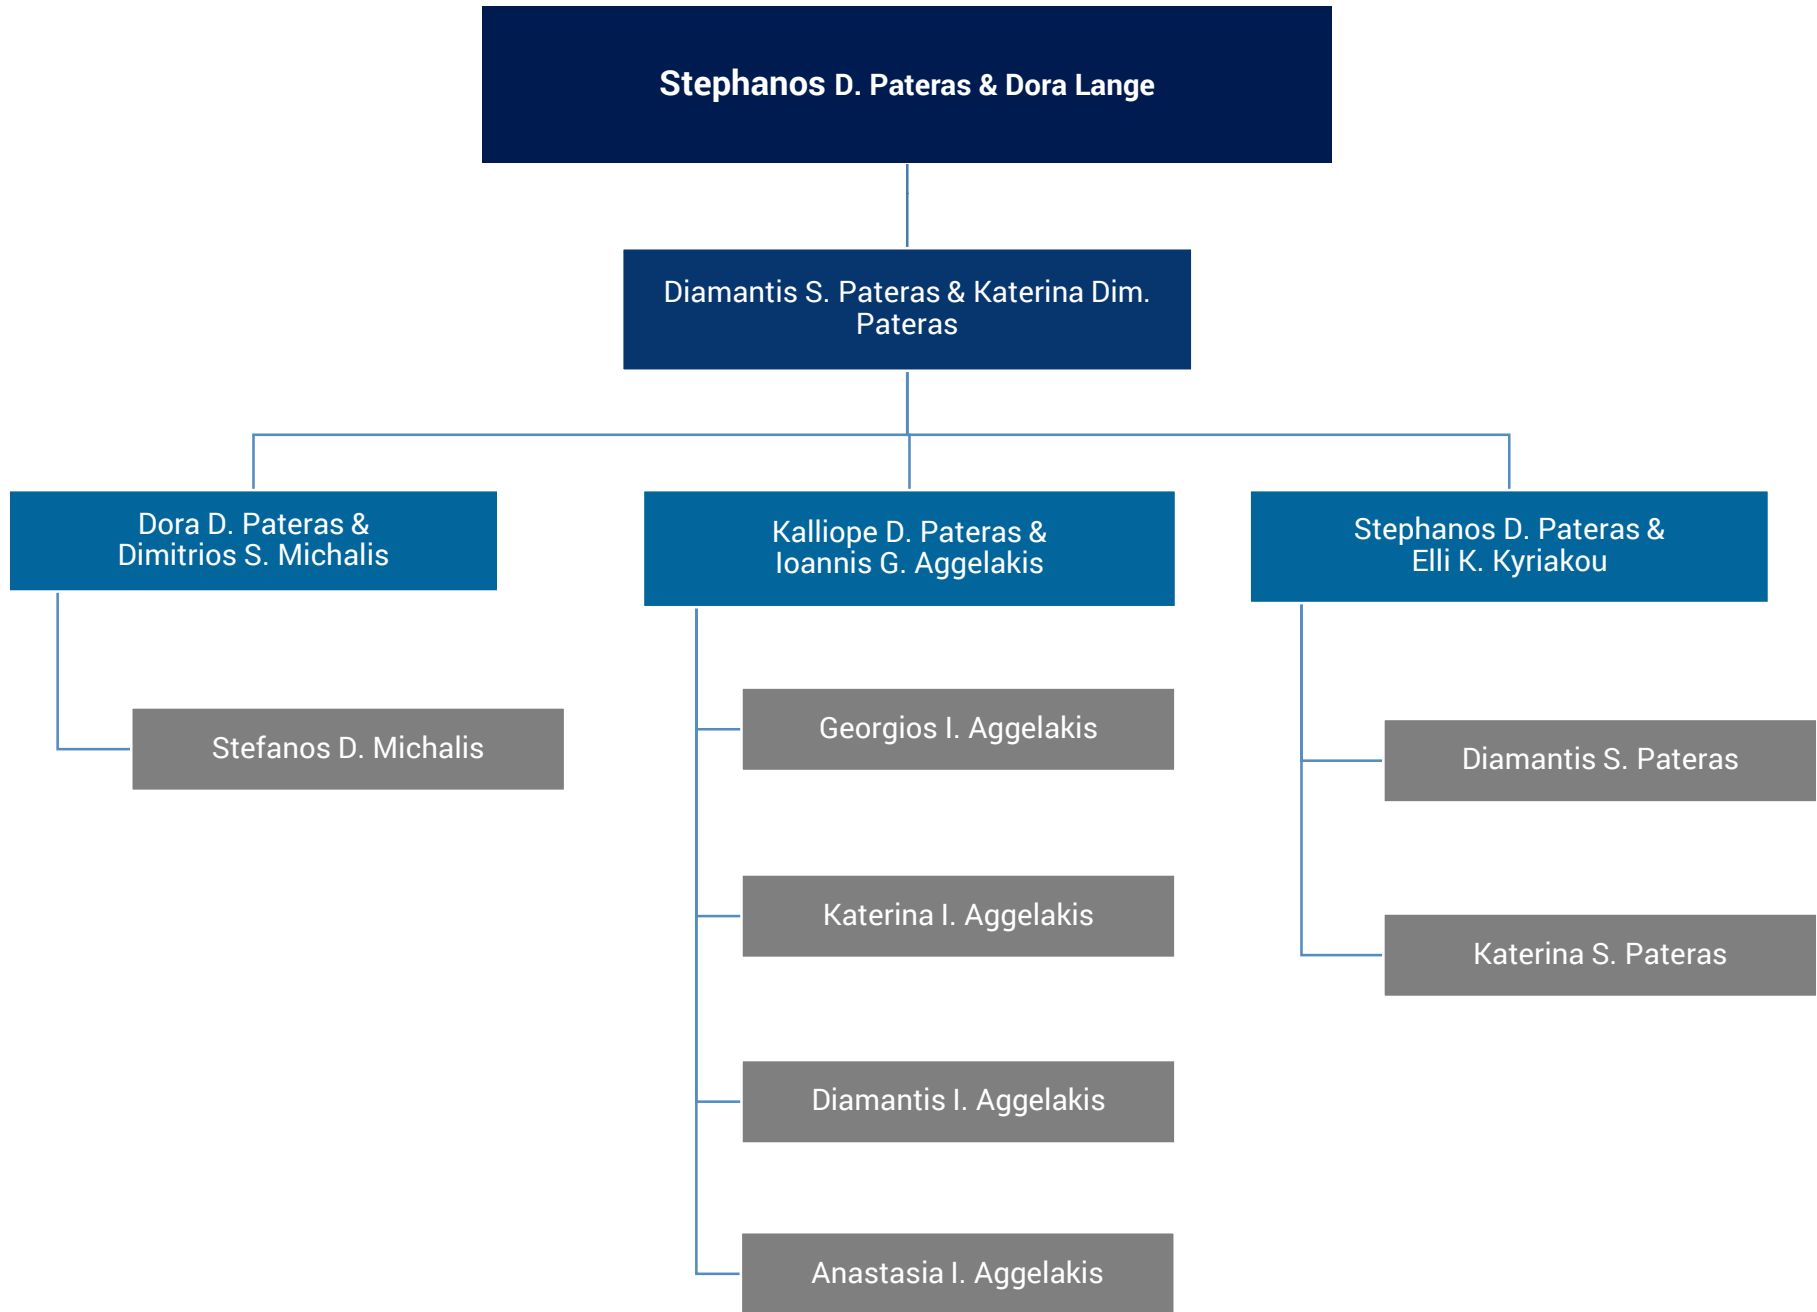 Stephanos D. Pateras & Dora Lange
Diamantis S. Pateras & Katerina Dim.
Pateras
Dora D. Pateras &
Dimitrios S. Michalis
Kalliope D. Pateras &
Ioannis G. Aggelakis
Stephanos D. Pateras &
Elli K. Kyriakou
Stefanos D. Michalis
Georgios I. Aggelakis
Katerina I. Aggelakis
Diamantis I. Aggelakis
Anastasia I. Aggelakis
Diamantis S. Pateras
Katerina S. Pateras